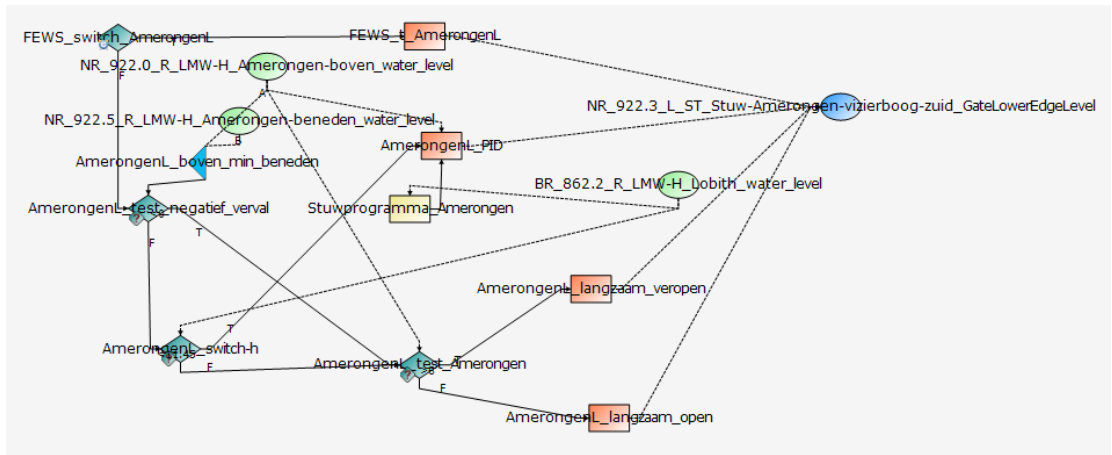 FEWS_switch_AmerongenL
T
FEWS_t_AmerongenL
NR_922.0_R_LMW-H_Amerongen-boven_water_level
F
A
NR_922.3_L_ST_Stuw-Amerongen-vizierboog-zuid_GateLowerEdgeLevel
NR_922.5_R_LMW-H_Amerongen-beneden_water_level
B
AmerongenL_PID
AmerongenL_boven_min_beneden
BR_862.2_R_LMW-H_Lobith_water_level
AmerongenL_test_negatief_verval
Stuwprogramma_Amerongen
T
F
AmerongenL_langzaam_veropen
T
AmerongenL_switch-h
AmerongenL_test_Amerongen
T
F
F
AmerongenL_langzaam_open